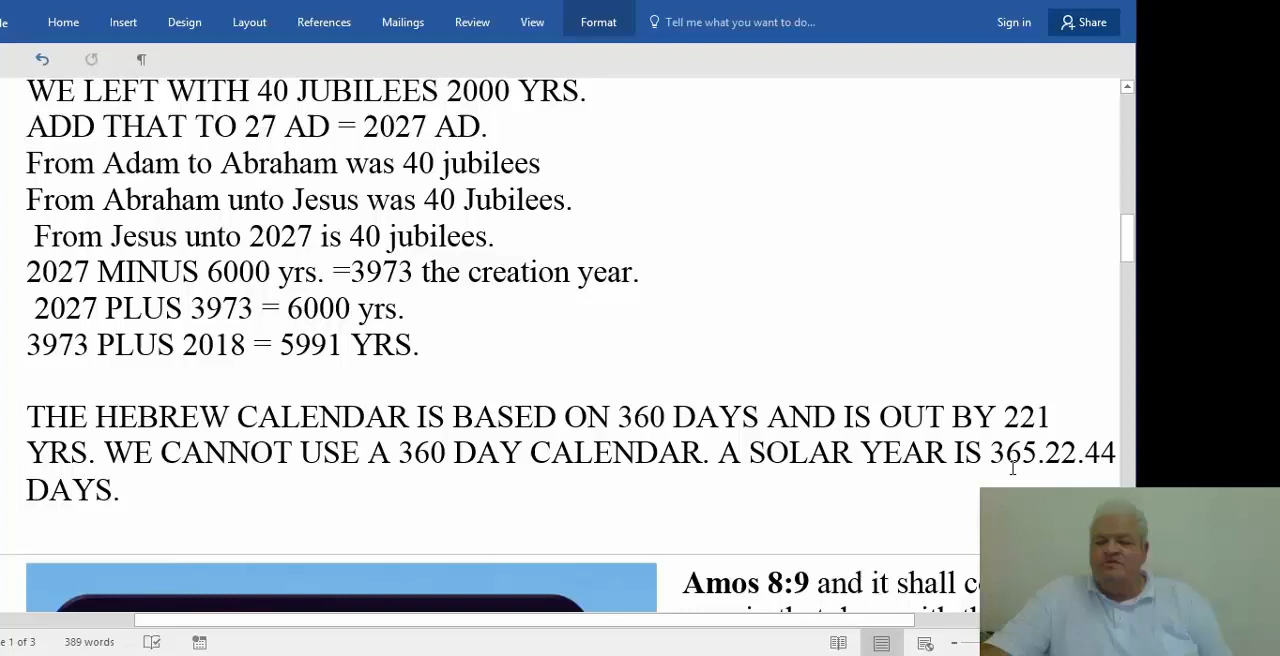 Home Insert Design Layout References Mailings Review View Format Tell me what you want to do... Sign in Share
WE LEFT WITH 40 JUBILEES 2000 YRS.
ADD THAT TO 27 AD = 2027 AD.
From Adam to Abraham was 40 jubilees
From Abraham unto Jesus was 40 Jubilees.
From Jesus unto 2027 is 40 jubilees.
2027 MINUS 6000 yrs. =3973 the creation year.
2027 PLUS 3973 = 6000 yrs.
3973 PLUS 2018 = 5991 YRS.
THE HEBREW CALENDAR IS BASED ON 360 DAYS AND IS OUT BY 221
YRS. WE CANNOT USE A 360 DAY CALENDAR. A SOLAR YEAR IS 365.22.44
DAYS.
Amos 8:9 and it shall
1 of 3 389 words